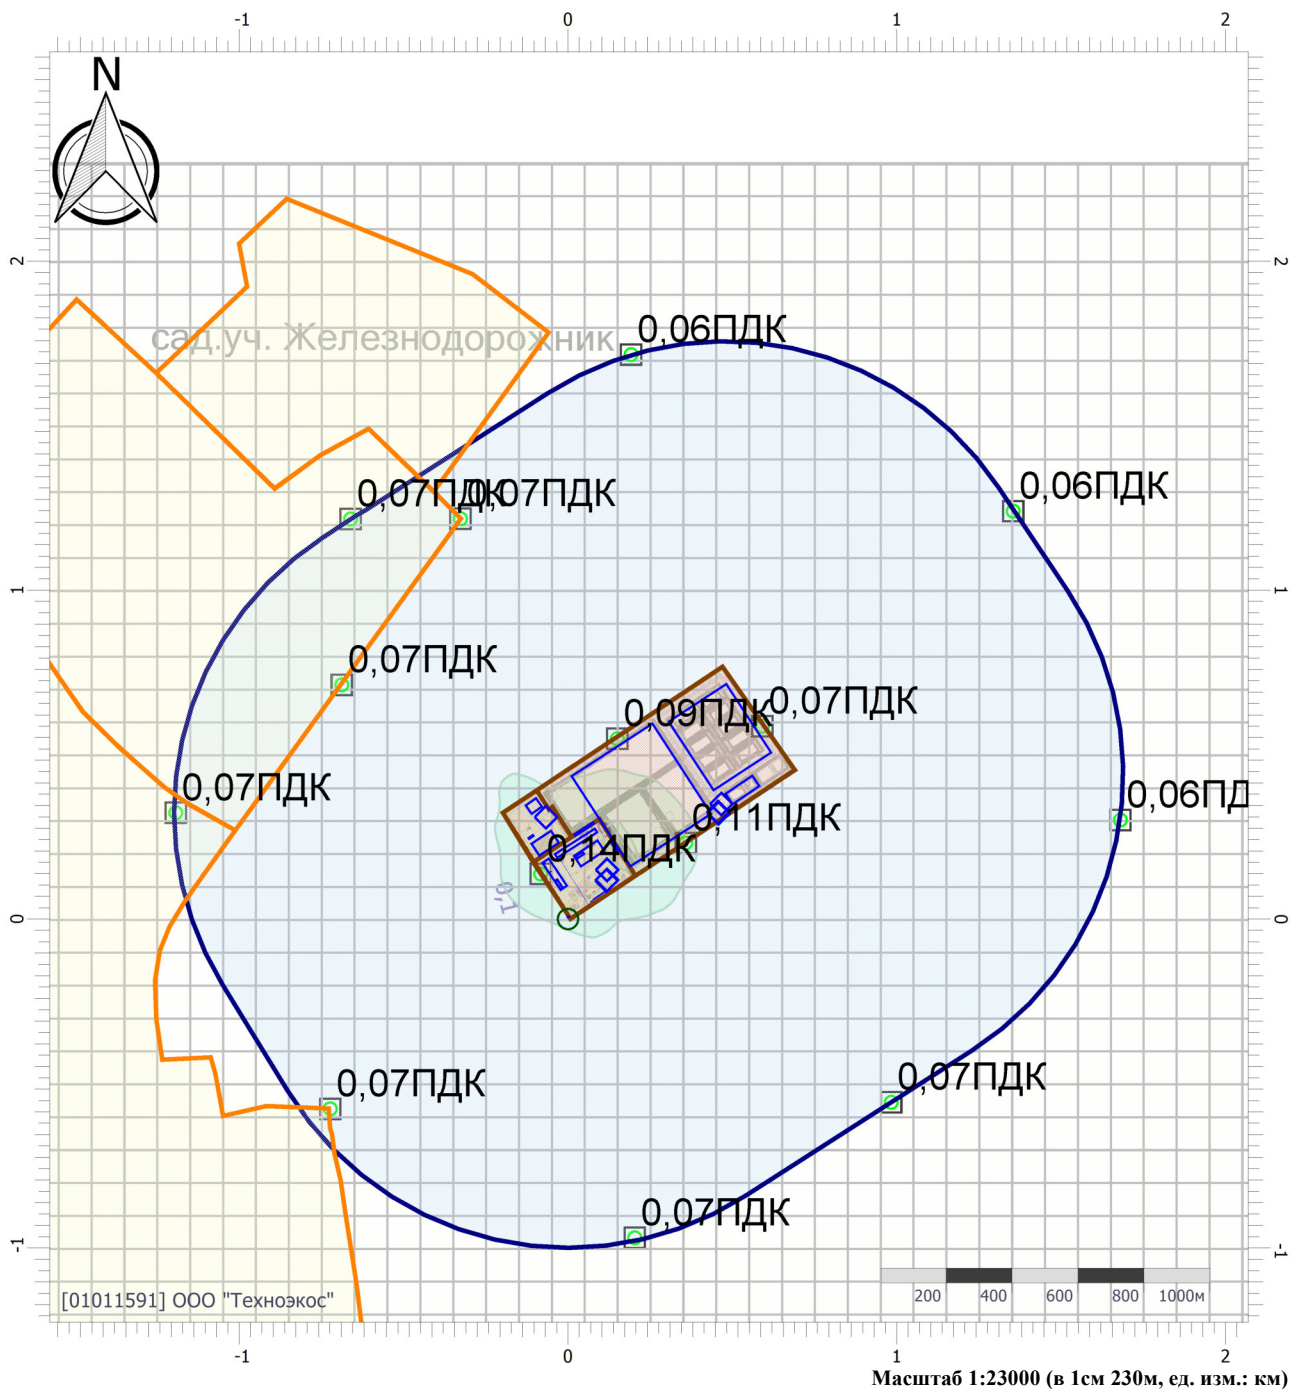 -1 0 1 2
N
2 2
сад.уч. Железнодорожник
0,06ПДК
0,07ПДК 0,07ПДК
0,06ПДК
1 1
0,07ПДК
0,09ПДК
0,07ПДК
0,07ПДК
0,11ПДК
0,06ПД
0,14ПДК
0,1
0 0
0,07ПДК
0,07ПДК
0,07ПДК
-1 -1
[01011591] ООО "Техноэкос"
200 400 600 800 1000м
-1 0 1 2
Масштаб 1:23000 (в 1см 230м, ед. изм.: км)